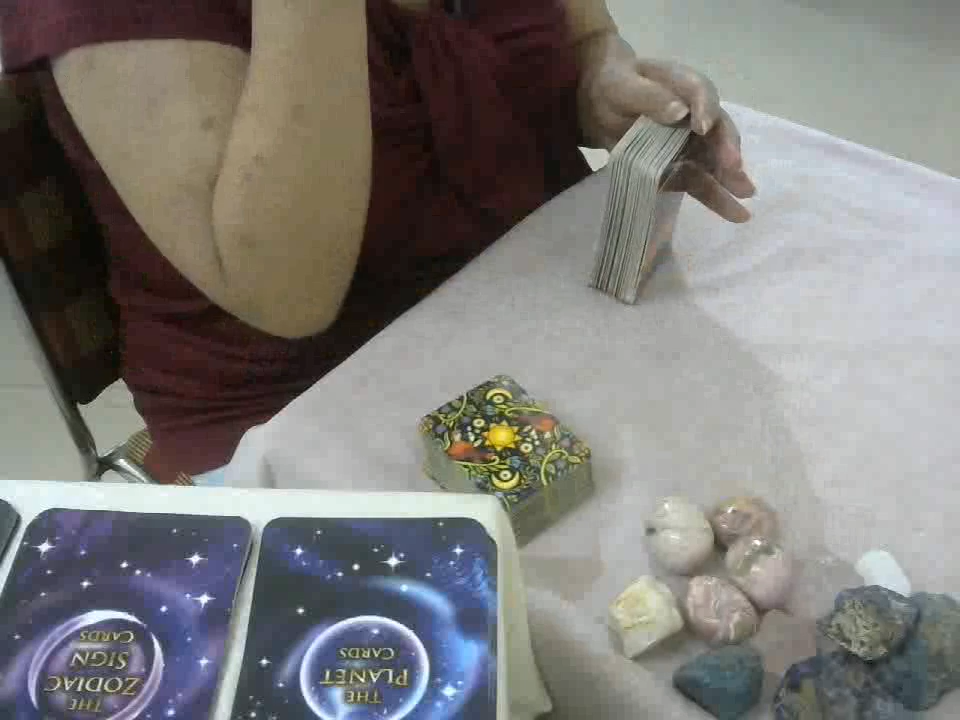 THE
ZODIAC
SIGN
CARDS
THE
PLANET
CARDS